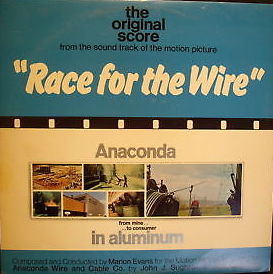 the
original
score
from the sound track of the motion picture
"Race for the Wire"
Anaconda
from mine...
...to consumer
in aluminum
Composed and Conducted by Marion Evans for the Motion
Anaconda Wire and Cable Co. by John J.